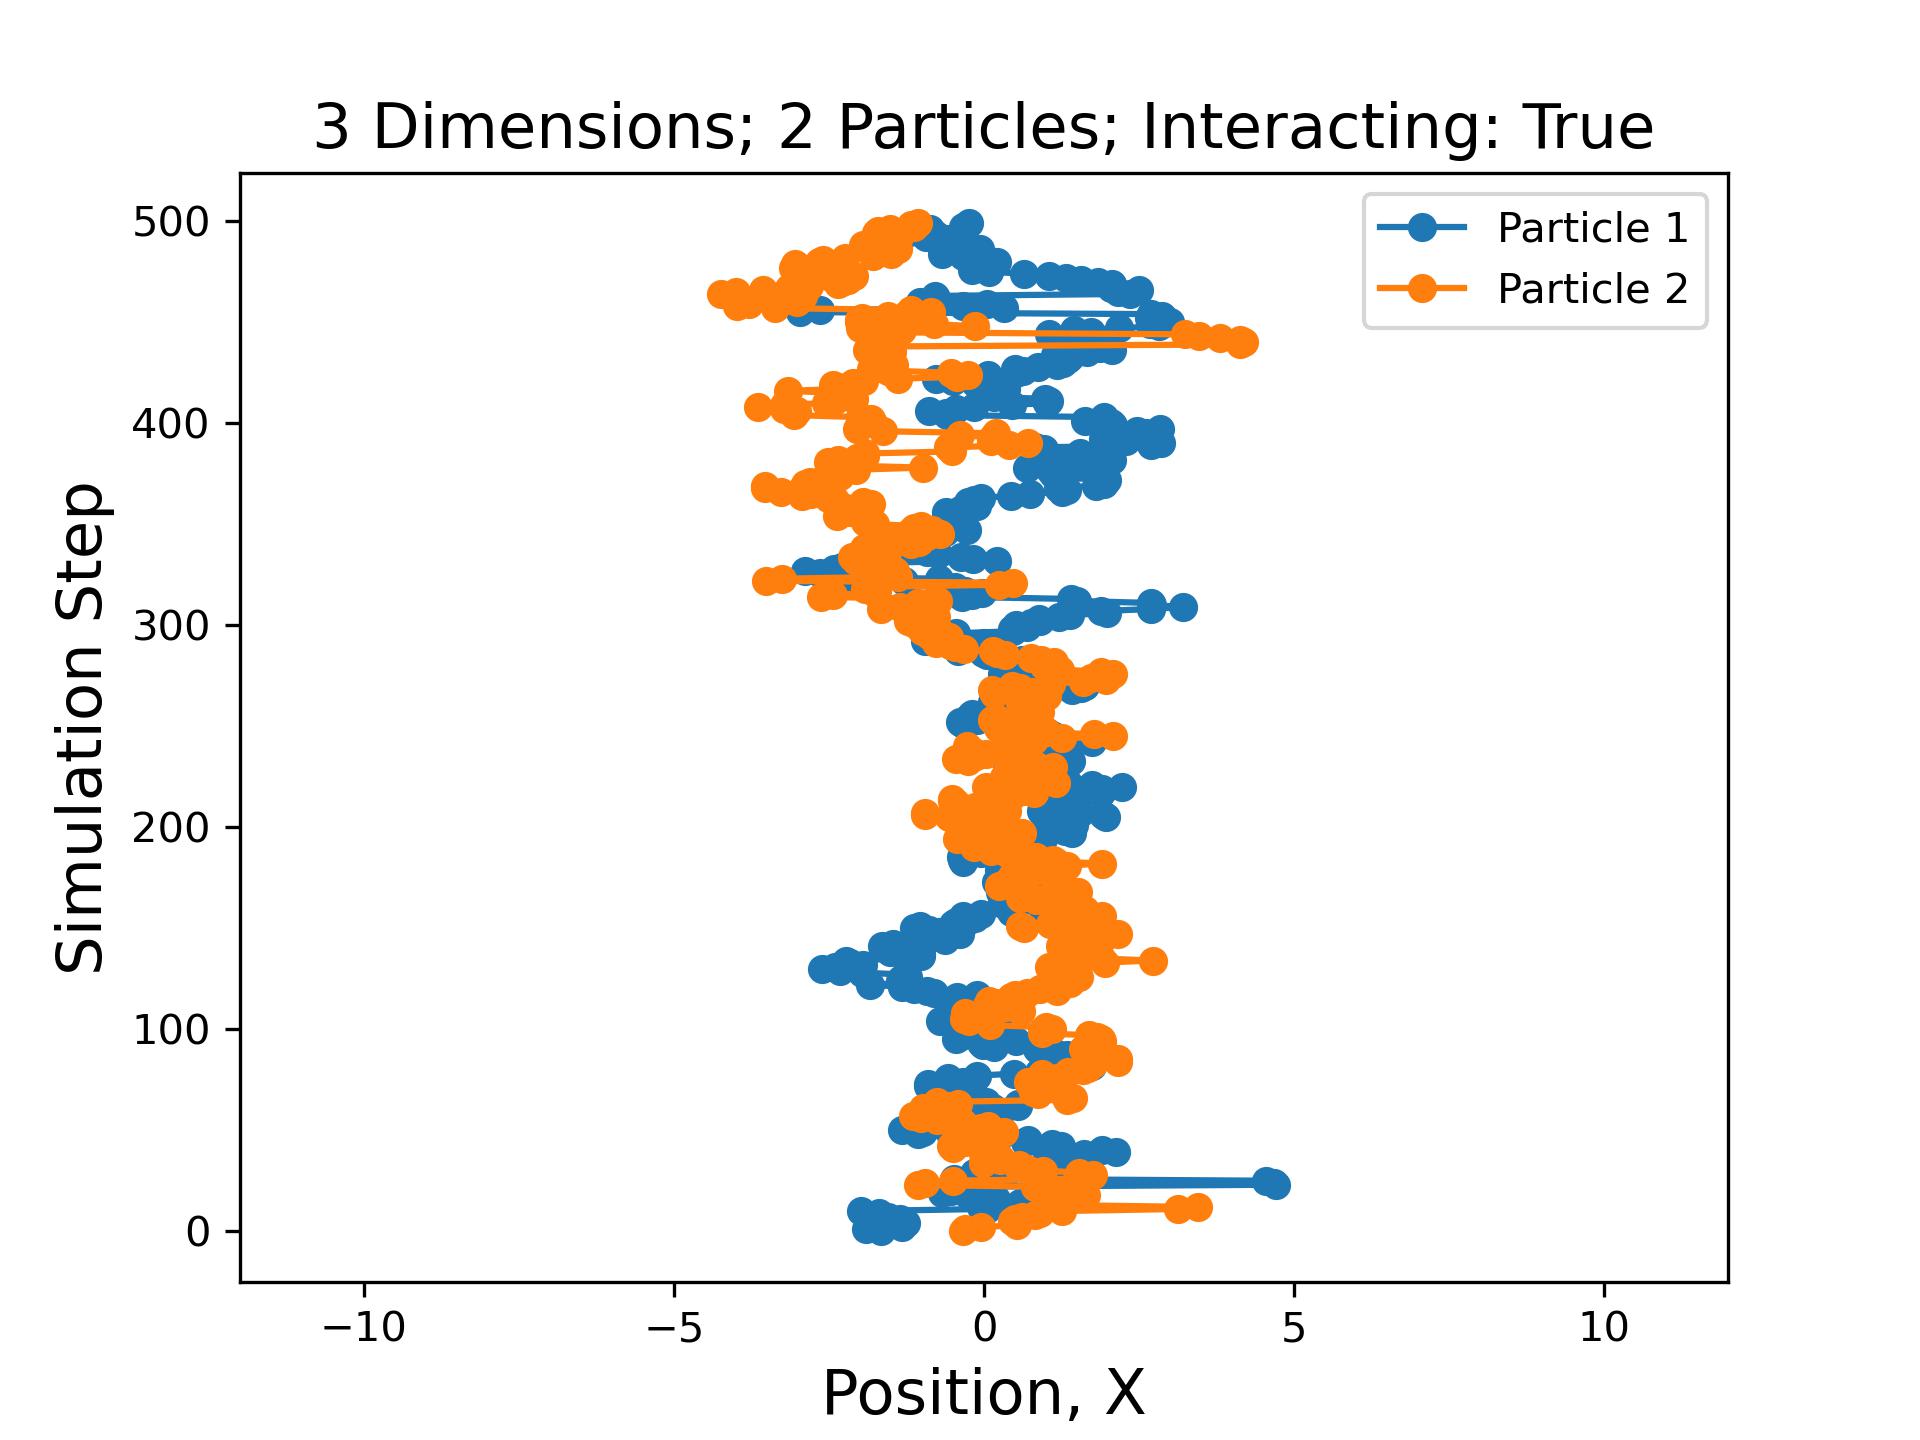 3 Dimensions; 2 Particles; Interacting: True
Particle 1
Particle 2
500
400
300
200
100
0
Simulation Step
−10
−5
0
5
10
Position, X